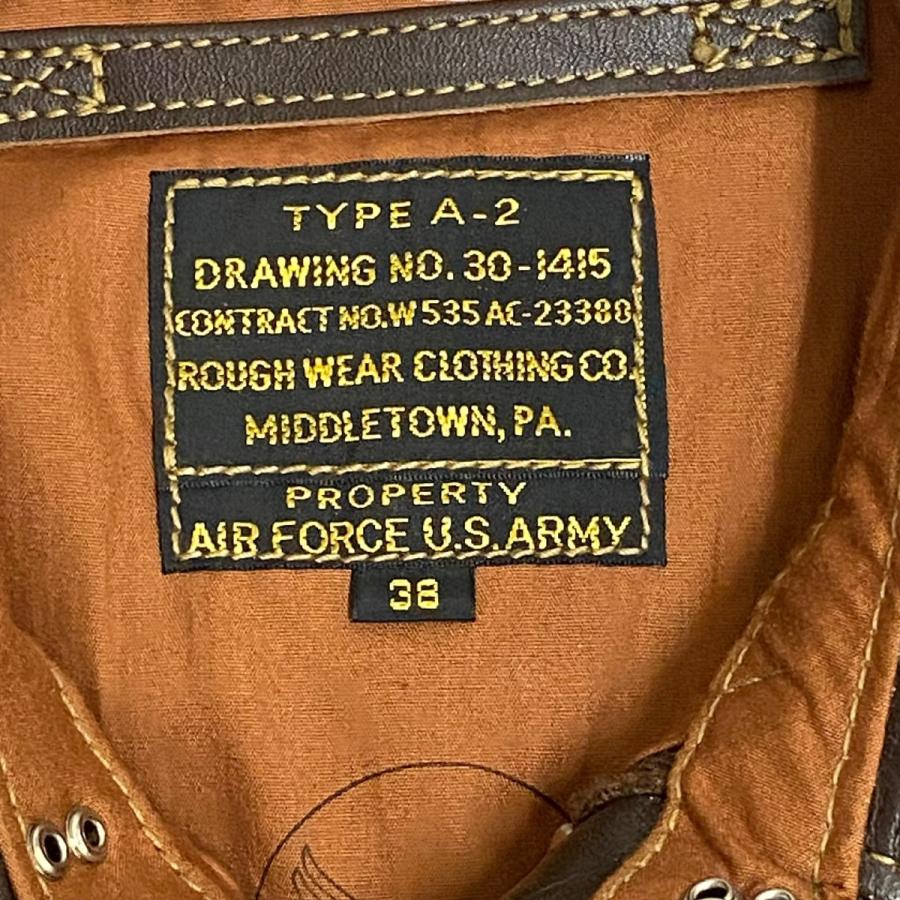 TYPE A-2
DRAWING NO. 30-1415
CONTRACT NO.W 535 AC-23380
ROUGH WEAR CLOTHING CO.
MIDDLETOWN, PA.
PROPERTY
AIR FORCE U.S. ARMY
38